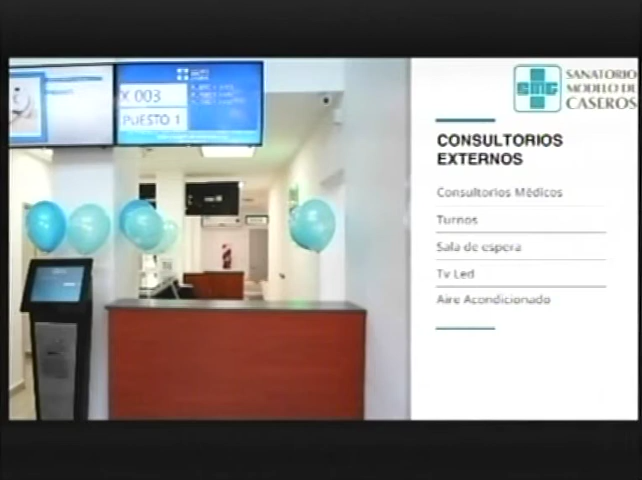 X 003
PUESTO 1
SMC
SANATORIO
MODELO DE
CASEROS
CONSULTORIOS
EXTERNOS
Consultorios Médicos
Turnos
Sala de espera
Tv Led
Aire Acondicionado